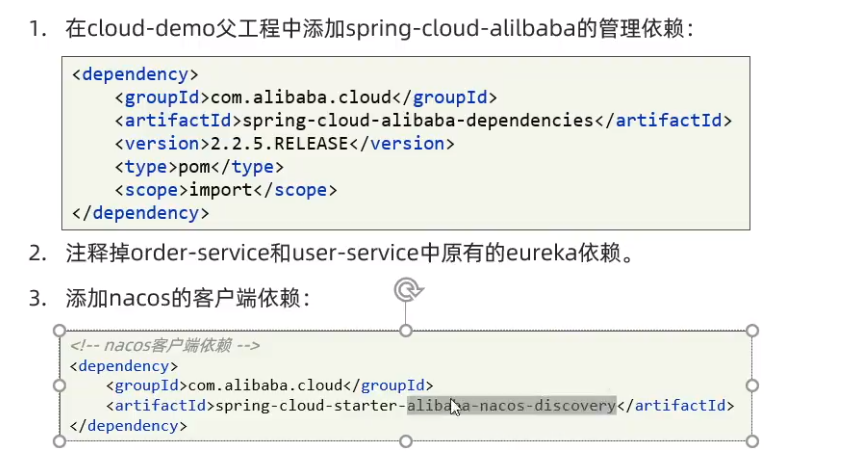 1. 在cloud-demo父工程中添加spring-cloud-alilbaba的管理依赖：
<dependency>
    <groupId>com.alibaba.cloud</groupId>
    <artifactId>spring-cloud-alibaba-dependencies</artifactId>
    <version>2.2.5.RELEASE</version>
    <type>pom</type>
    <scope>import</scope>
</dependency>
2. 注释掉order-service和user-service中原有的eureka依赖。
3. 添加nacos的客户端依赖：
<!-- nacos客户端依赖 -->
<dependency>
    <groupId>com.alibaba.cloud</groupId>
    <artifactId>spring-cloud-starter-alibaba-nacos-discovery</artifactId>
</dependency>